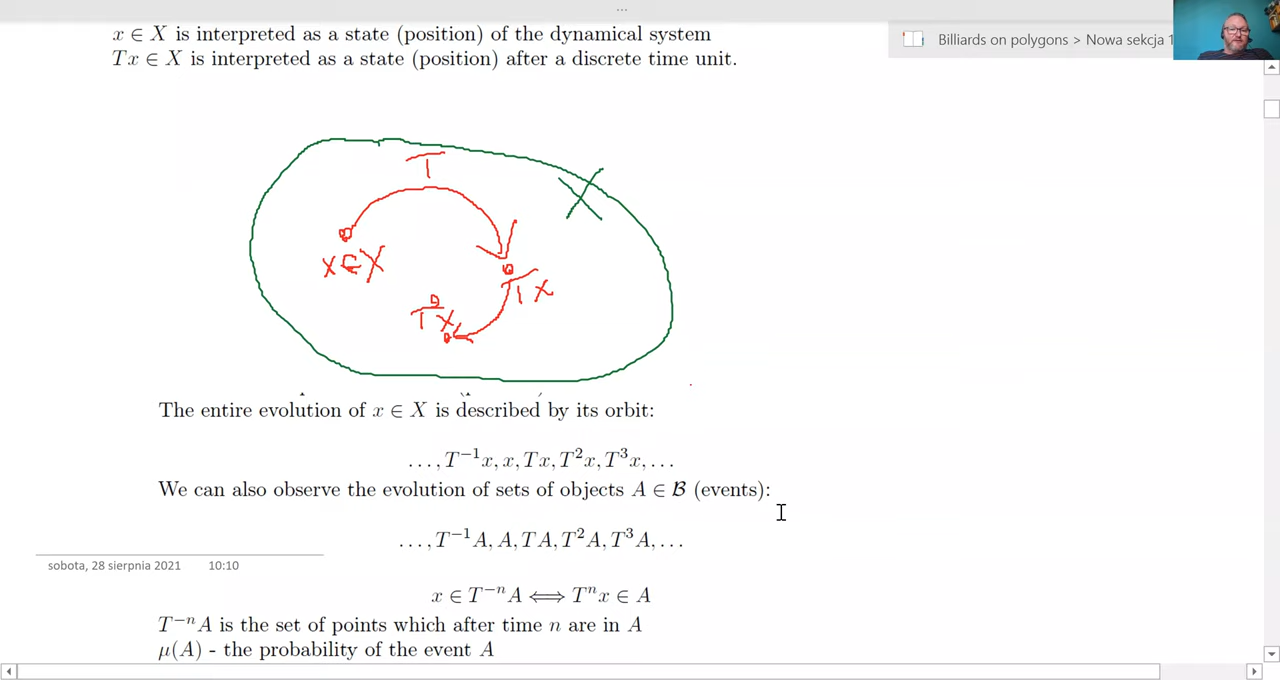 ...
x ∈ X is interpreted as a state (position) of the dynamical system
Tx ∈ X is interpreted as a state (position) after a discrete time unit.
Billiards on polygons > Nowa sekcja 1
T
X
x∈X
Tx
T²x
The entire evolution of x ∈ X is described by its orbit:
..., T⁻¹x, x, Tx, T²x, T³x, ...
We can also observe the evolution of sets of objects A ∈ ℬ (events):
..., T⁻¹A, A, TA, T²A, T³A, ...
sobota, 28 sierpnia 2021 10:10
x ∈ T⁻ⁿA ⟺ Tⁿx ∈ A
T⁻ⁿA is the set of points which after time n are in A
μ(A) - the probability of the event A